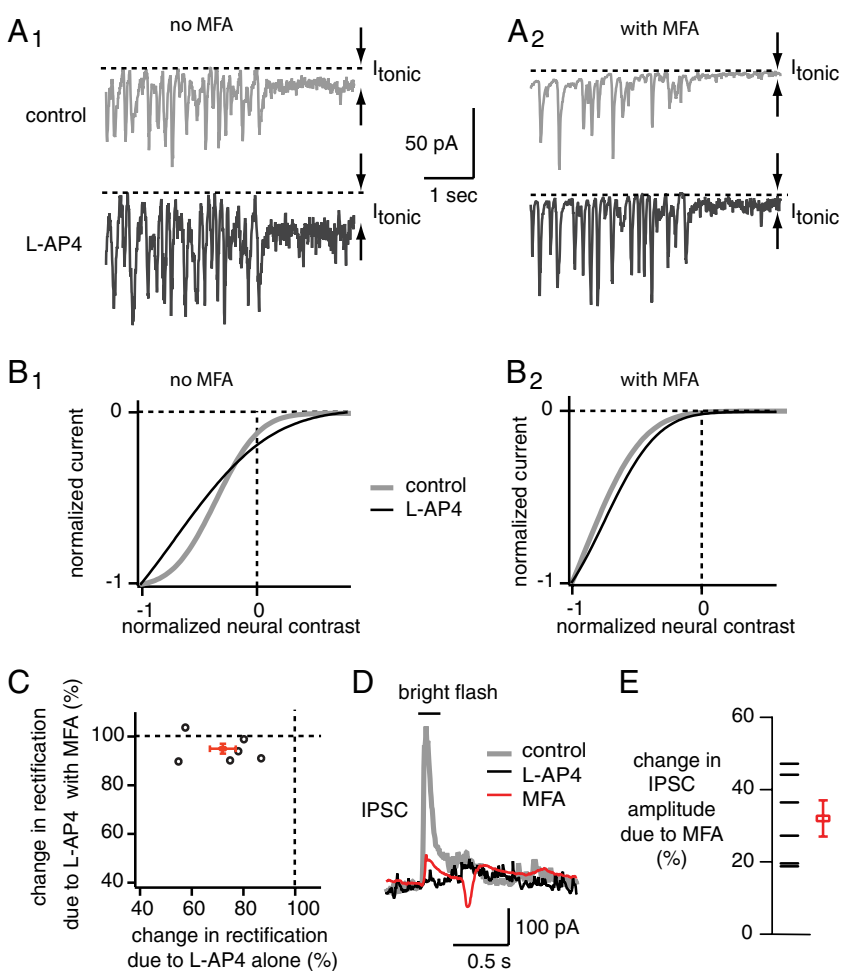 A1
no MFA
A2
with MFA
control
Itonic
Itonic
50 pA
1 sec
L-AP4
Itonic
Itonic
B1
no MFA
B2
with MFA
normalized current
0
-1
-1
0
normalized neural contrast
control
L-AP4
normalized current
0
-1
-1
0
normalized neural contrast
C
change in rectification
due to L-AP4 with MFA (%)
100
80
60
40
40
60
80
100
change in rectification
due to L-AP4 alone (%)
D
bright flash
control
L-AP4
MFA
IPSC
100 pA
0.5 s
E
change in
IPSC
amplitude
due to MFA
(%)
60
40
20
0